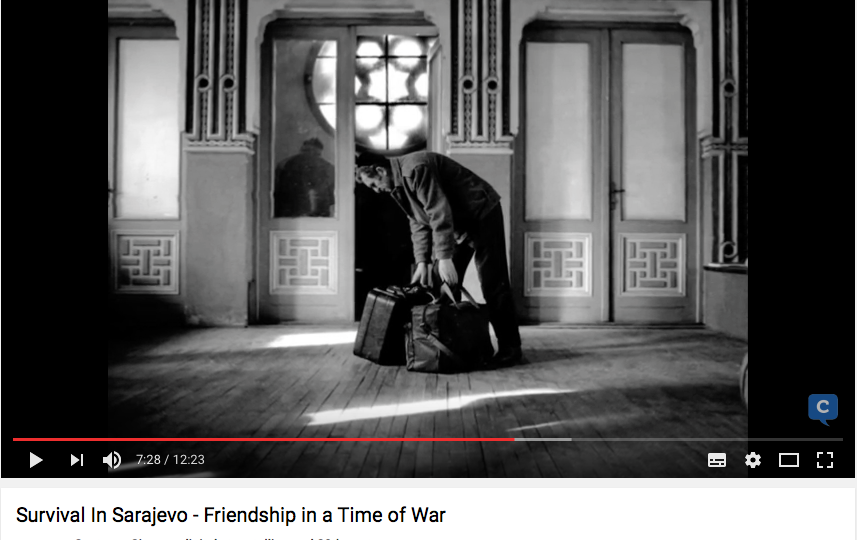 C
7:28 / 12:23
Survival In Sarajevo - Friendship in a Time of War